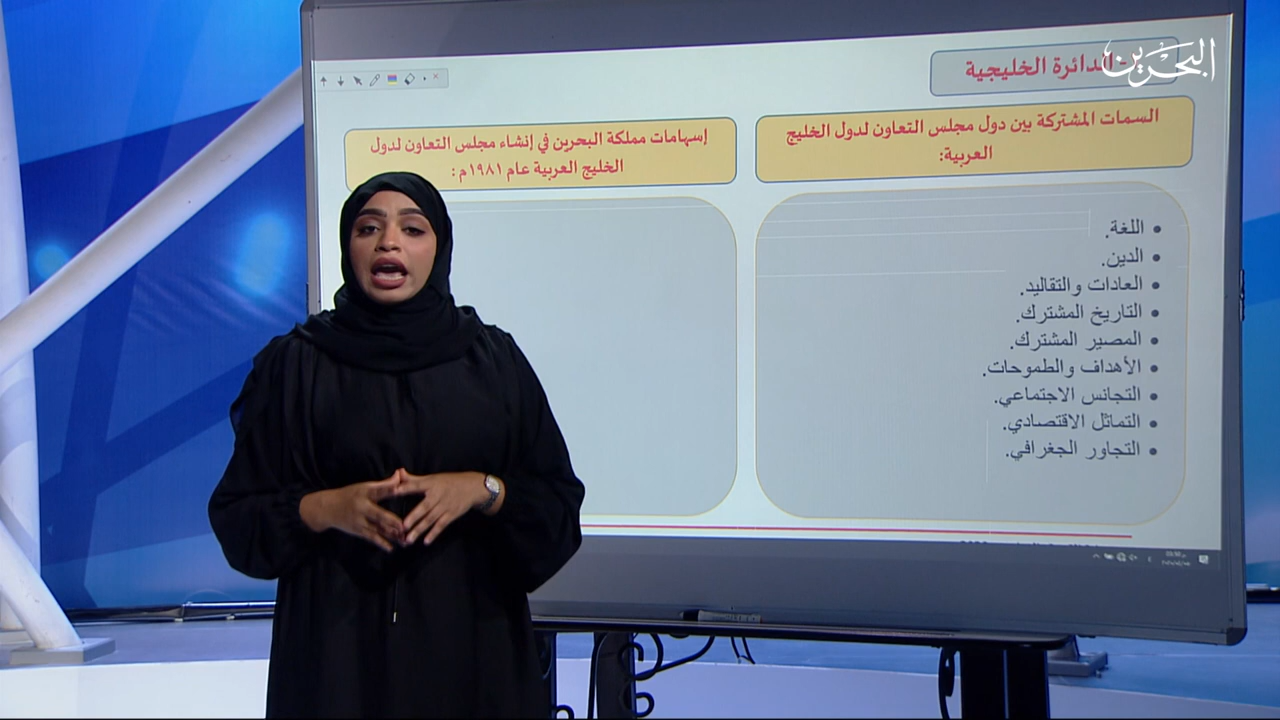 البحرين
الدائرة الخليجية
السمات المشتركة بين دول مجلس التعاون لدول الخليج
العربية:
• اللغة.
• الدين.
• العادات والتقاليد.
• التاريخ المشترك.
• المصير المشترك.
• الأهداف والطموحات.
• التجانس الاجتماعي.
• التماثل الاقتصادي.
• التجاور الجغرافي.
إسهامات مملكة البحرين في إنشاء مجلس التعاون لدول
الخليج العربية عام ١٩٨١م :